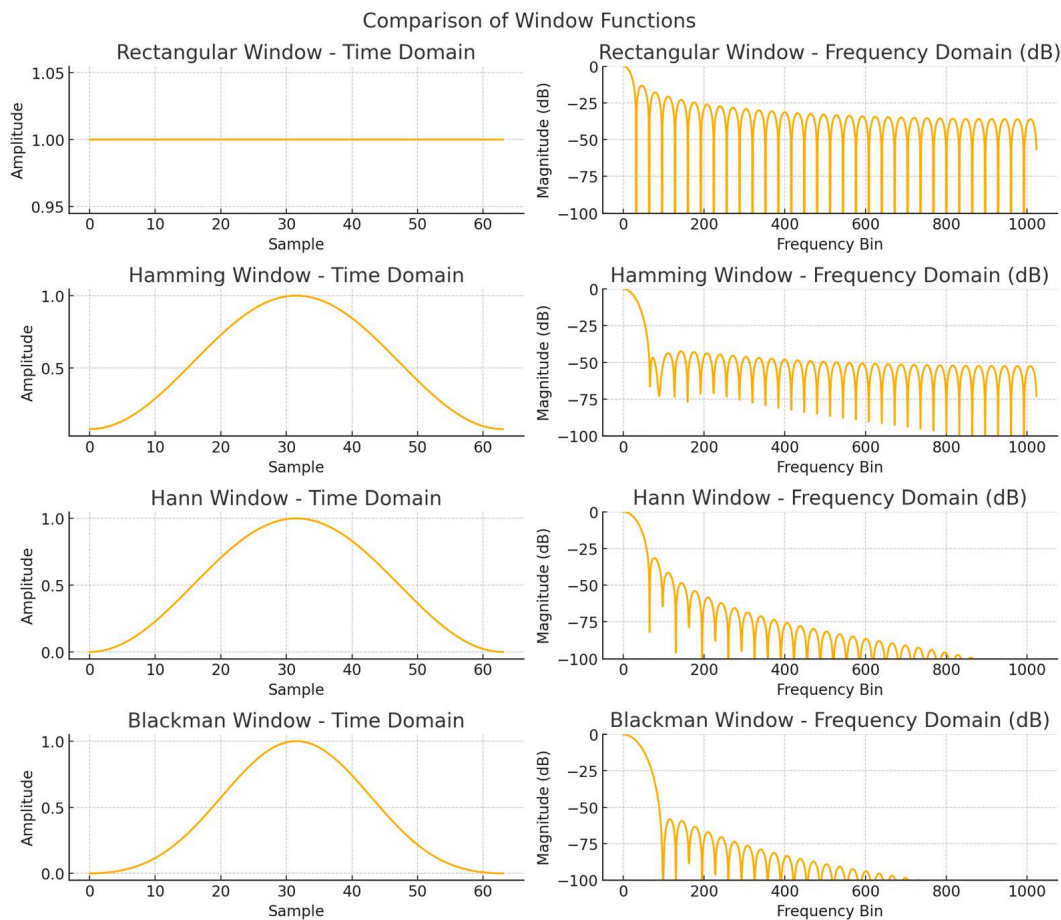 Comparison of Window Functions
Rectangular Window - Time Domain
1.05
1.00
0.95
Amplitude
0 10 20 30 40 50 60
Sample
Rectangular Window - Frequency Domain (dB)
0
−25
−50
−75
−100
Magnitude (dB)
0 200 400 600 800 1000
Frequency Bin
Hamming Window - Time Domain
1.0
0.5
Amplitude
0 10 20 30 40 50 60
Sample
Hamming Window - Frequency Domain (dB)
0
−25
−50
−75
−100
Magnitude (dB)
0 200 400 600 800 1000
Frequency Bin
Hann Window - Time Domain
1.0
0.5
0.0
Amplitude
0 10 20 30 40 50 60
Sample
Hann Window - Frequency Domain (dB)
0
−25
−50
−75
−100
Magnitude (dB)
0 200 400 600 800 1000
Frequency Bin
Blackman Window - Time Domain
1.0
0.5
0.0
Amplitude
0 10 20 30 40 50 60
Sample
Blackman Window - Frequency Domain (dB)
0
−25
−50
−75
−100
Magnitude (dB)
0 200 400 600 800 1000
Frequency Bin